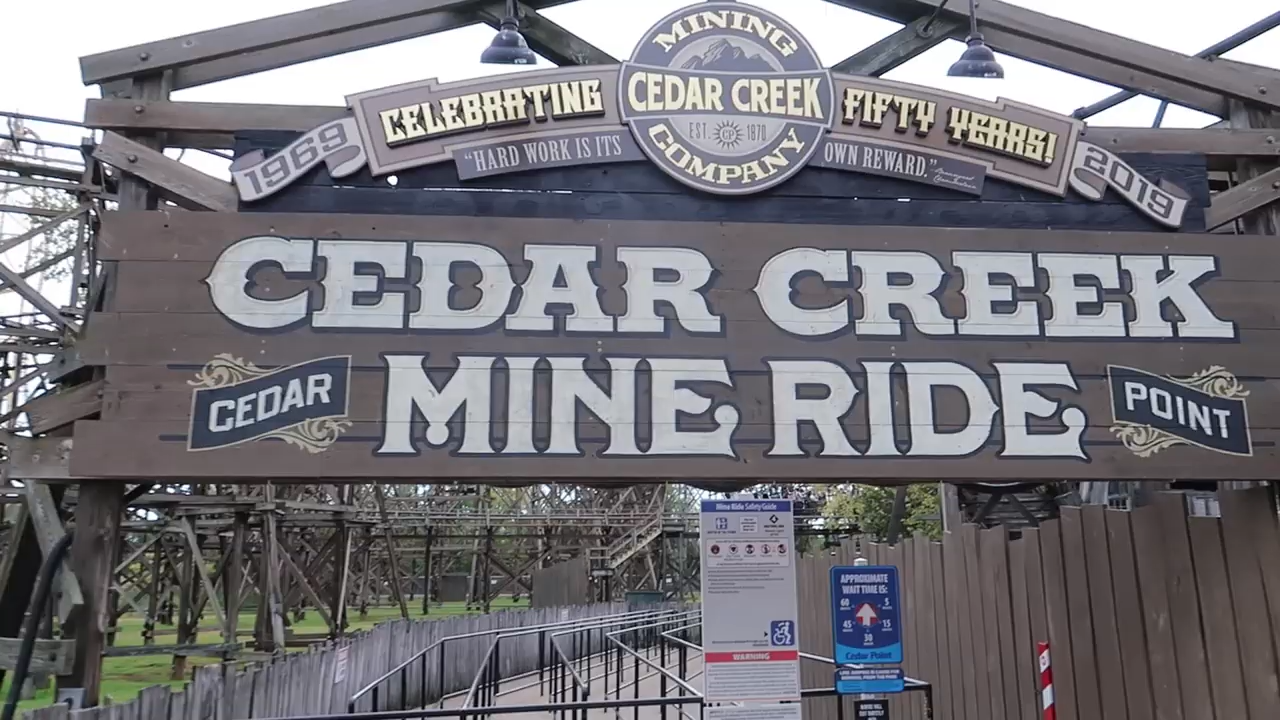 MINING
CEDAR CREEK
EST. CP 1870
COMPANY
CELEBRATING
FIFTY YEARS!
1969
2019
"HARD WORK IS ITS
OWN REWARD."
CEDAR CREEK
MINE RIDE
CEDAR
POINT
Mine Ride Safety Guide
WARNING
APPROXIMATE
WAIT TIME IS:
60
5
45
15
30
Cedar Point